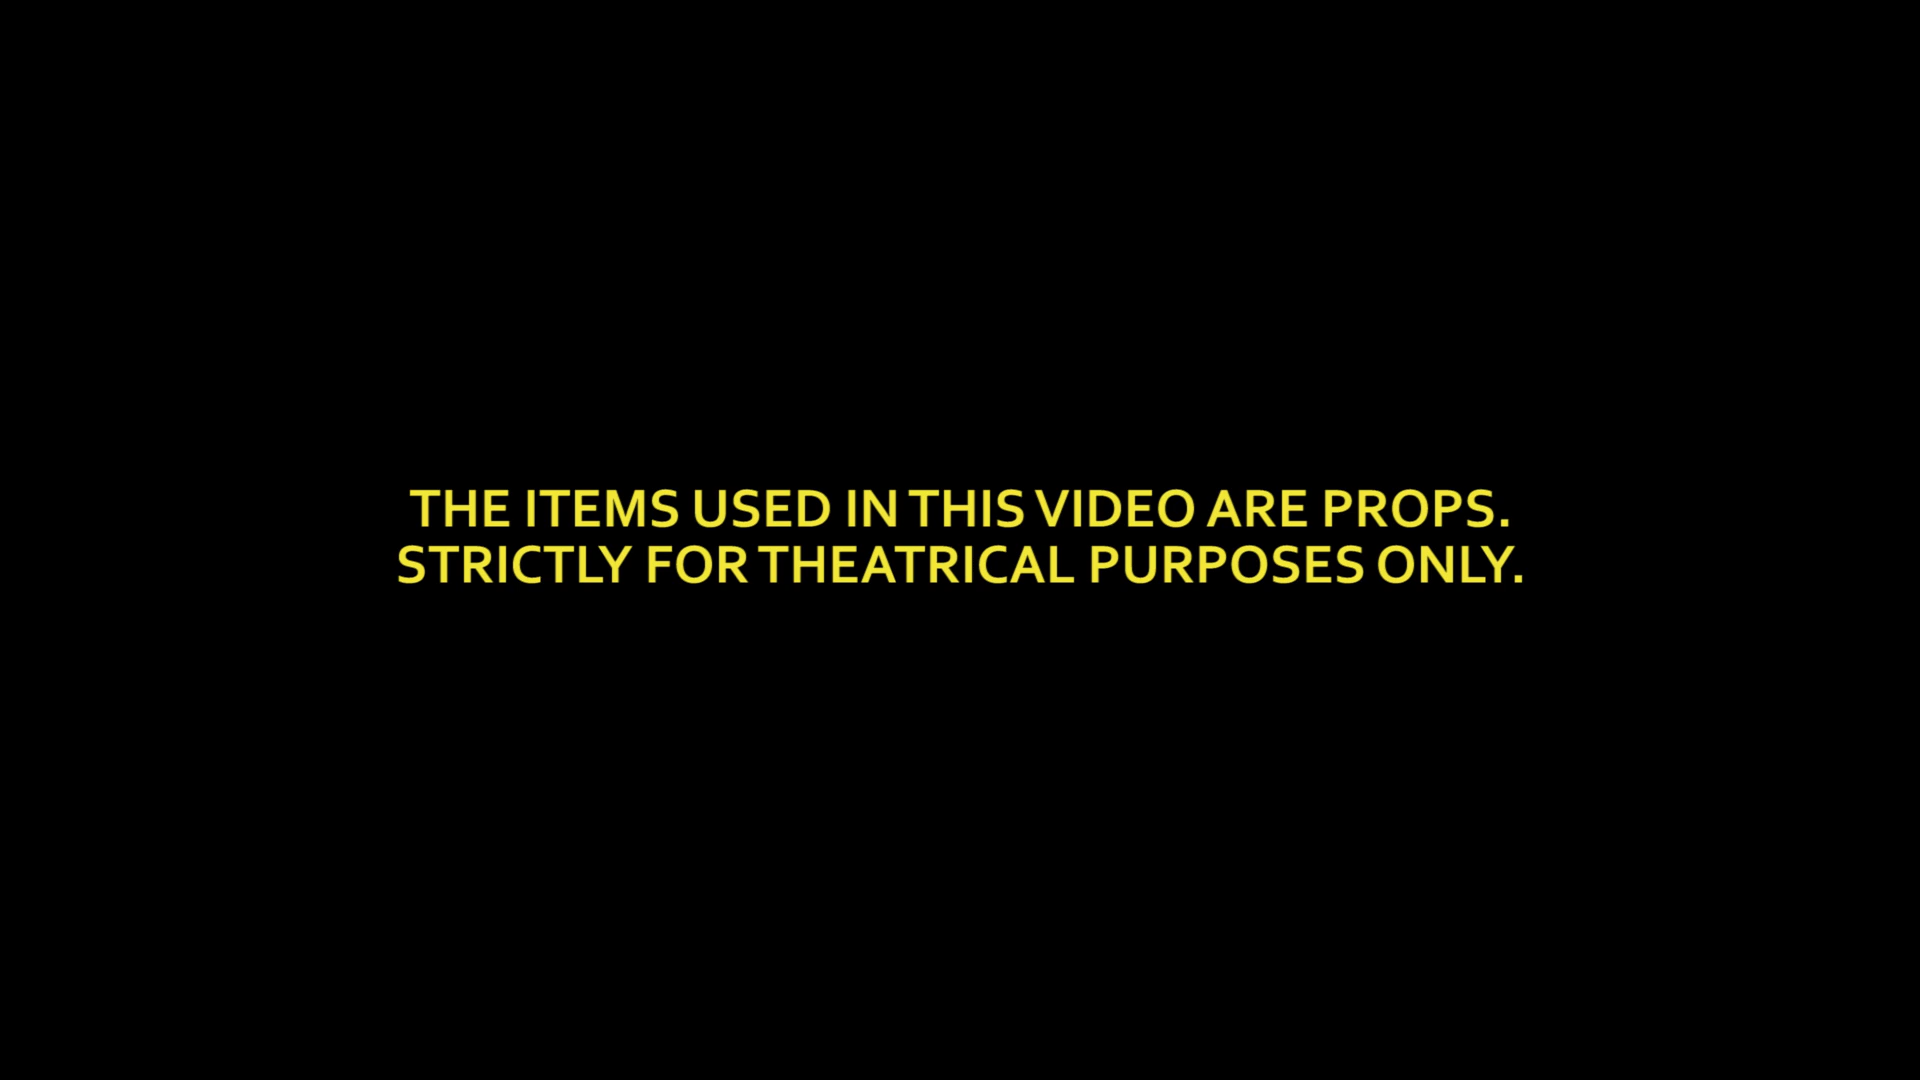 THE ITEMS USED IN THIS VIDEO ARE PROPS.
STRICTLY FOR THEATRICAL PURPOSES ONLY.